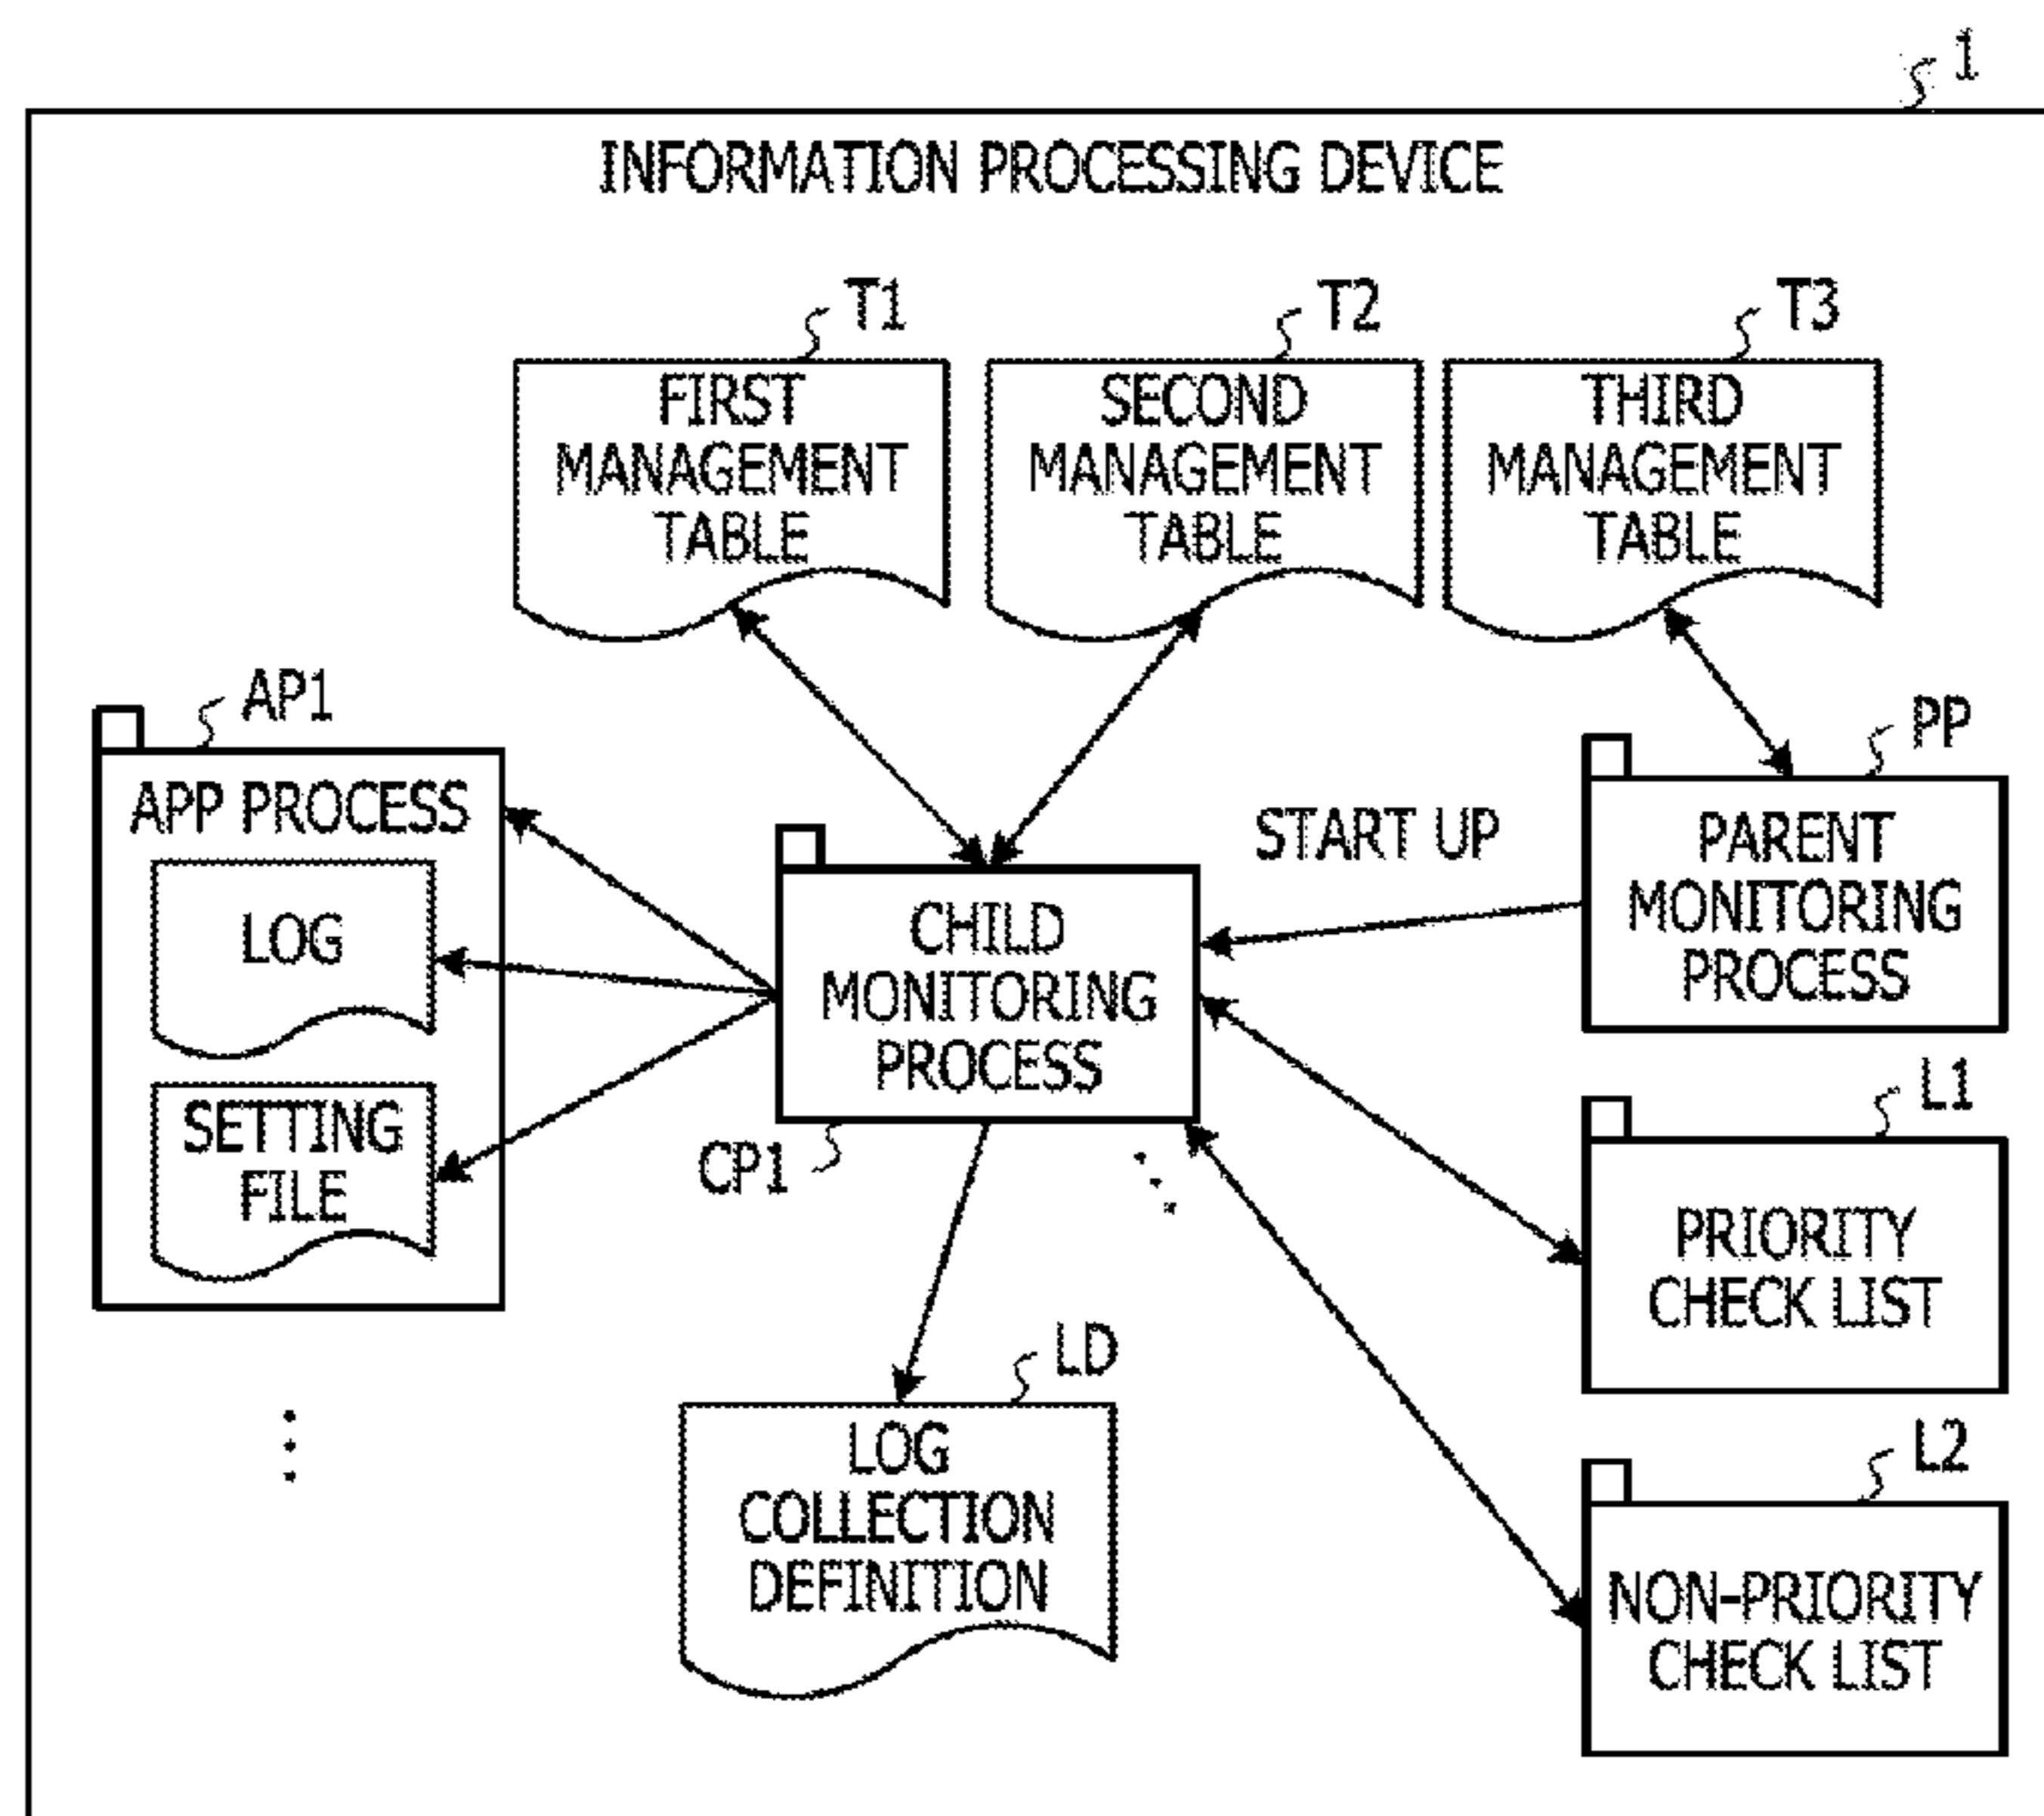 1
INFORMATION PROCESSING DEVICE
T1
T2
T3
FIRST
MANAGEMENT
TABLE
SECOND
MANAGEMENT
TABLE
THIRD
MANAGEMENT
TABLE
AP1
APP PROCESS
LOG
SETTING
FILE
CHILD
MONITORING
PROCESS
CP1
START UP
PP
PARENT
MONITORING
PROCESS
L1
PRIORITY
CHECK LIST
LD
LOG
COLLECTION
DEFINITION
L2
NON-PRIORITY
CHECK LIST